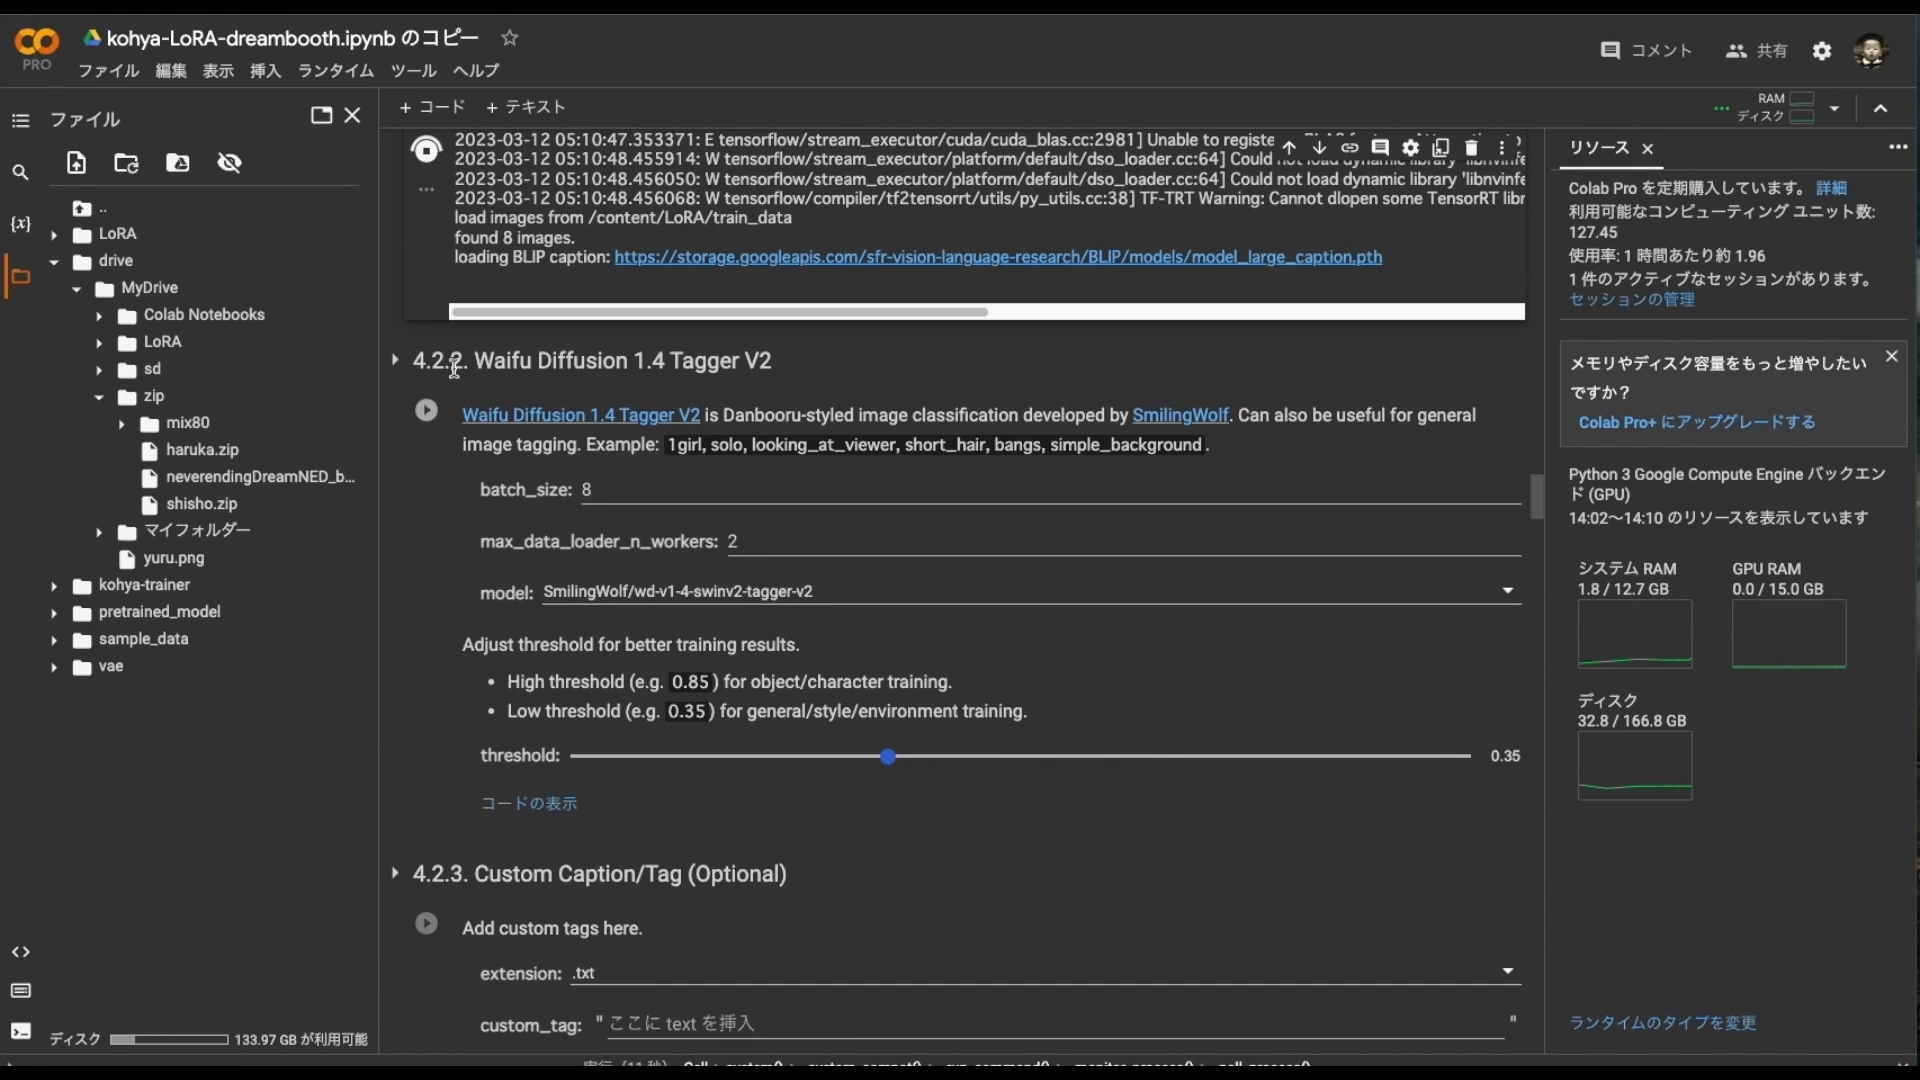 kohya-LoRA-dreambooth.ipynb のコピー
PRO
ファイル 編集 表示 挿入 ランタイム ツール ヘルプ
コメント
共有
ファイル
+ コード + テキスト
RAM
ディスク
..
LoRA
drive
MyDrive
Colab Notebooks
LoRA
sd
zip
mix80
haruka.zip
neverendingDreamNED_b...
shisho.zip
マイフォルダー
yuru.png
kohya-trainer
pretrained_model
sample_data
vae
{x}
ディスク 133.97 GB が利用可能
2023-03-12 05:10:47.353371: E tensorflow/stream_executor/cuda/cuda_blas.cc:2981] Unable to registe
2023-03-12 05:10:48.455914: W tensorflow/stream_executor/platform/default/dso_loader.cc:64] Could not load dynamic library 'libnvinfe
2023-03-12 05:10:48.456050: W tensorflow/stream_executor/platform/default/dso_loader.cc:64] Could not load dynamic library 'libnvinfe
2023-03-12 05:10:48.456068: W tensorflow/compiler/tf2tensorrt/utils/py_utils.cc:38] TF-TRT Warning: Cannot dlopen some TensorRT libr
load images from /content/LoRA/train_data
found 8 images.
loading BLIP caption: https://storage.googleapis.com/sfr-vision-language-research/BLIP/models/model_large_caption.pth
4.2.2. Waifu Diffusion 1.4 Tagger V2
Waifu Diffusion 1.4 Tagger V2 is Danbooru-styled image classification developed by SmilingWolf. Can also be useful for general
image tagging. Example: 1girl, solo, looking_at_viewer, short_hair, bangs, simple_background .
batch_size: 8
max_data_loader_n_workers: 2
model: SmilingWolf/wd-v1-4-swinv2-tagger-v2
Adjust threshold for better training results.
• High threshold (e.g. 0.85 ) for object/character training.
• Low threshold (e.g. 0.35 ) for general/style/environment training.
threshold: 0.35
コードの表示
4.2.3. Custom Caption/Tag (Optional)
Add custom tags here.
extension: .txt
custom_tag: " ここに text を挿入 "
リソース
Colab Pro を定期購入しています。 詳細
利用可能なコンピューティング ユニット数:
127.45
使用率: 1 時間あたり約 1.96
1 件のアクティブなセッションがあります。
セッションの管理
メモリやディスク容量をもっと増やしたい
ですか？
Colab Pro+ にアップグレードする
Python 3 Google Compute Engine バックエン
ド (GPU)
14:02～14:10 のリソースを表示しています
システム RAM
1.8 / 12.7 GB
GPU RAM
0.0 / 15.0 GB
ディスク
32.8 / 166.8 GB
ランタイムのタイプを変更